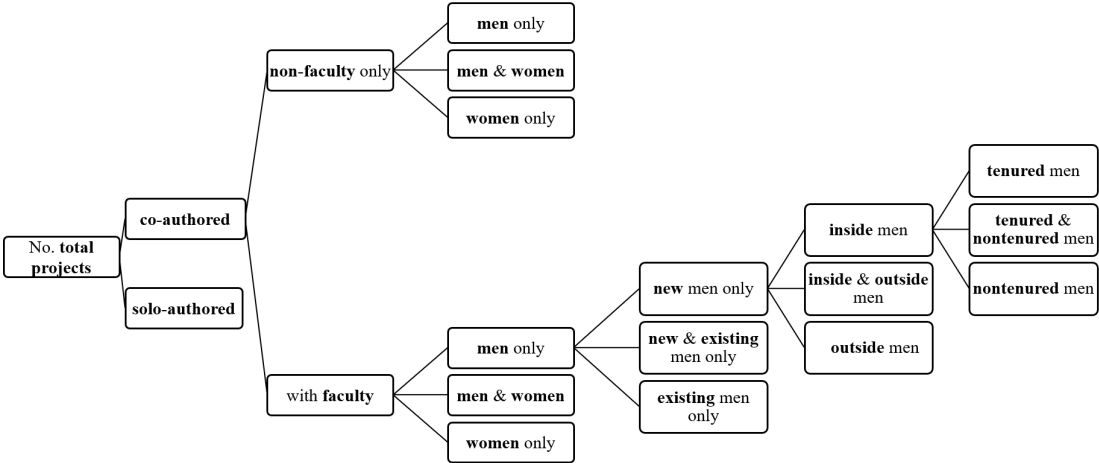 No. total
projects
co-authored
solo-authored
non-faculty only
with faculty
men only
men & women
women only
men only
men & women
women only
new men only
new & existing
men only
existing men
only
inside men
inside & outside
men
outside men
tenured men
tenured &
nontenured men
nontenured men